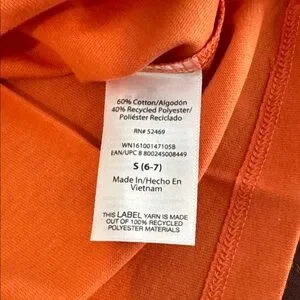 60% Cotton/Algodón
40% Recycled Polyester/
Poliéster Reciclado
RN# 52469
WN16100147105B
EAN/UPC 8 800245008449
S (6-7)
Made In/Hecho En
Vietnam
THIS LABEL YARN IS MADE
OUT OF 100% RECYCLED
POLYESTER MATERIALS